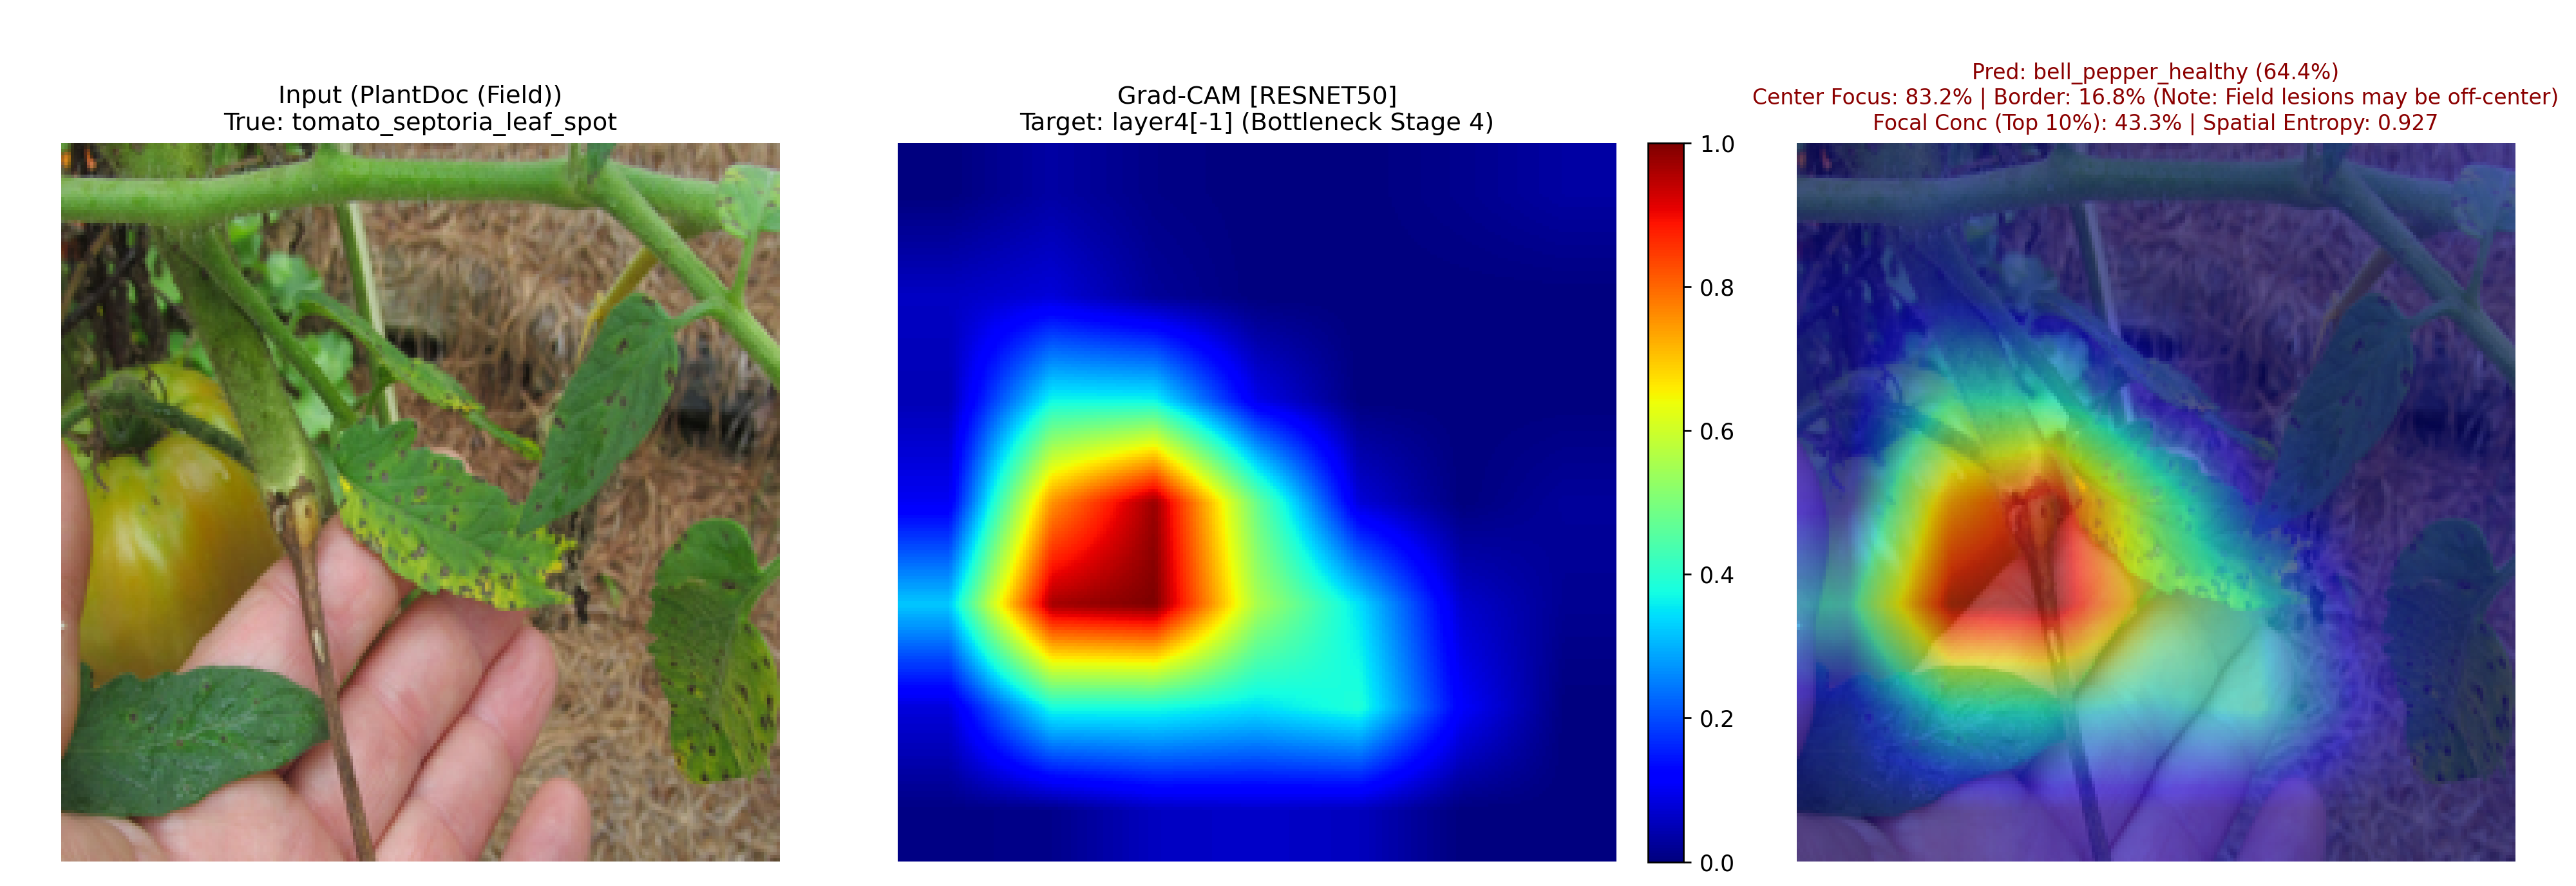 Input (PlantDoc (Field))
True: tomato_septoria_leaf_spot
Grad-CAM [RESNET50]
Target: layer4[-1] (Bottleneck Stage 4)
1.0
0.8
0.6
0.4
0.2
0.0
Pred: bell_pepper_healthy (64.4%)
Center Focus: 83.2% | Border: 16.8% (Note: Field lesions may be off-center)
Focal Conc (Top 10%): 43.3% | Spatial Entropy: 0.927